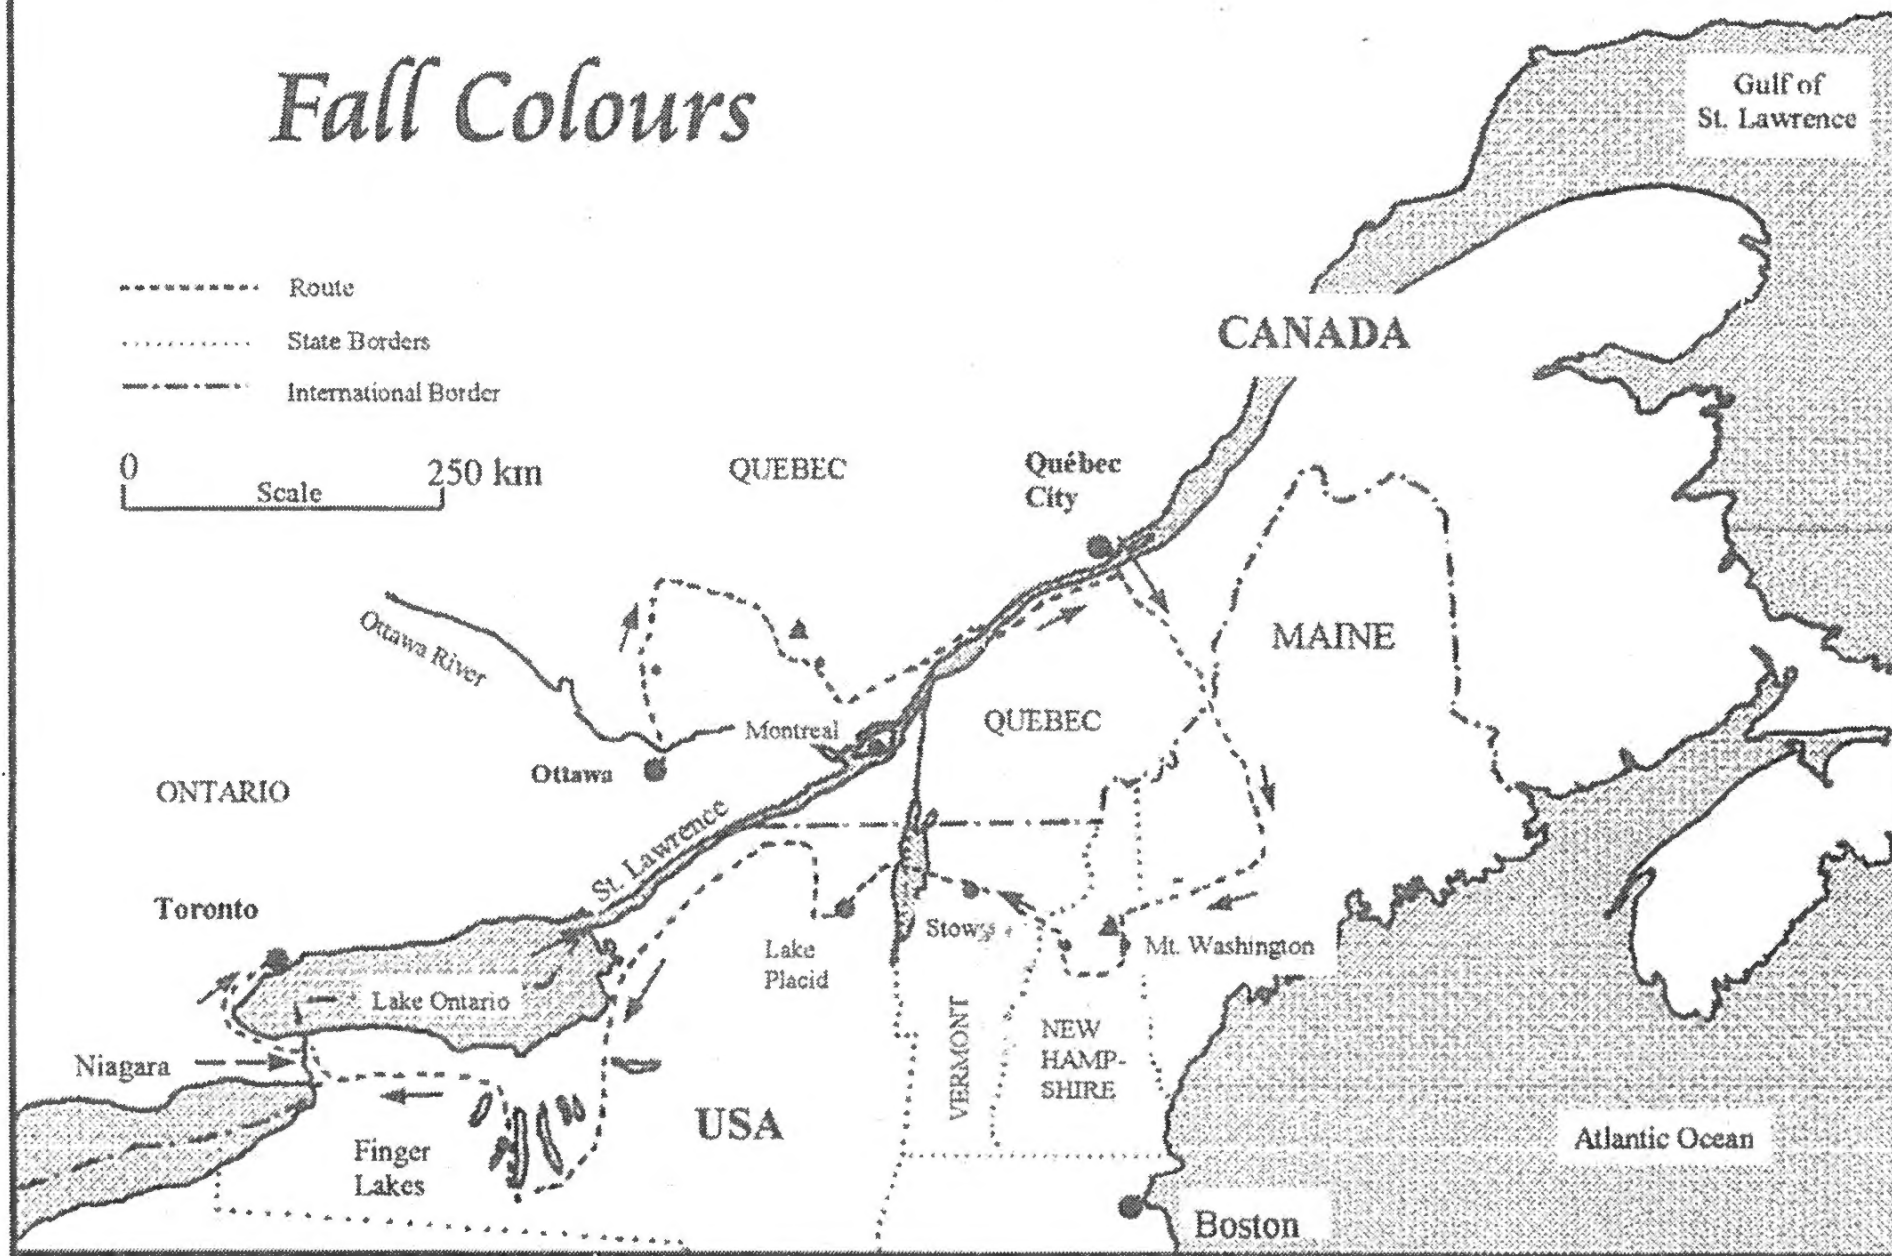 Fall Colours
Gulf of
St. Lawrence
Route
State Borders
International Border
CANADA
0
250 km
Scale
QUEBEC
Québec
City
Ottawa River
MAINE
QUEBEC
Montreal
Ottawa
ONTARIO
St. Lawrence
Toronto
Stowe
Lake
Placid
Mt. Washington
Lake Ontario
Niagara
VERMONT
NEW
HAMP-
SHIRE
USA
Finger
Lakes
Atlantic Ocean
Boston